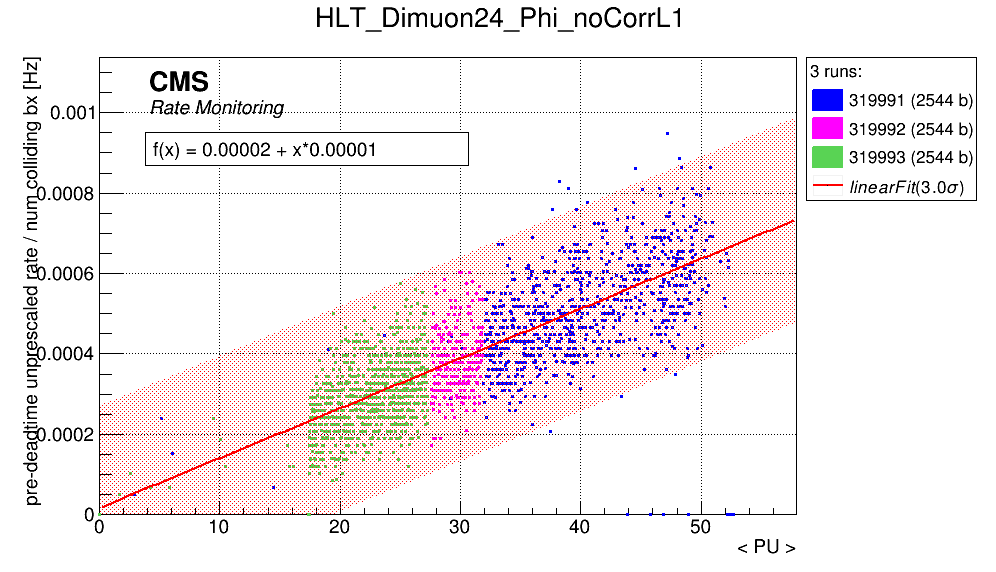 HLT_Dimuon24_Phi_noCorrL1
pre-deadtime unprescaled rate / num colliding bx [Hz]
CMS
Rate Monitoring
f(x) = 0.00002 + x*0.00001
0.001
0.0008
0.0006
0.0004
0.0002
0
0 10 20 30 40 50
< PU >
3 runs:
319991 (2544 b)
319992 (2544 b)
319993 (2544 b)
linearFit(3.0σ)